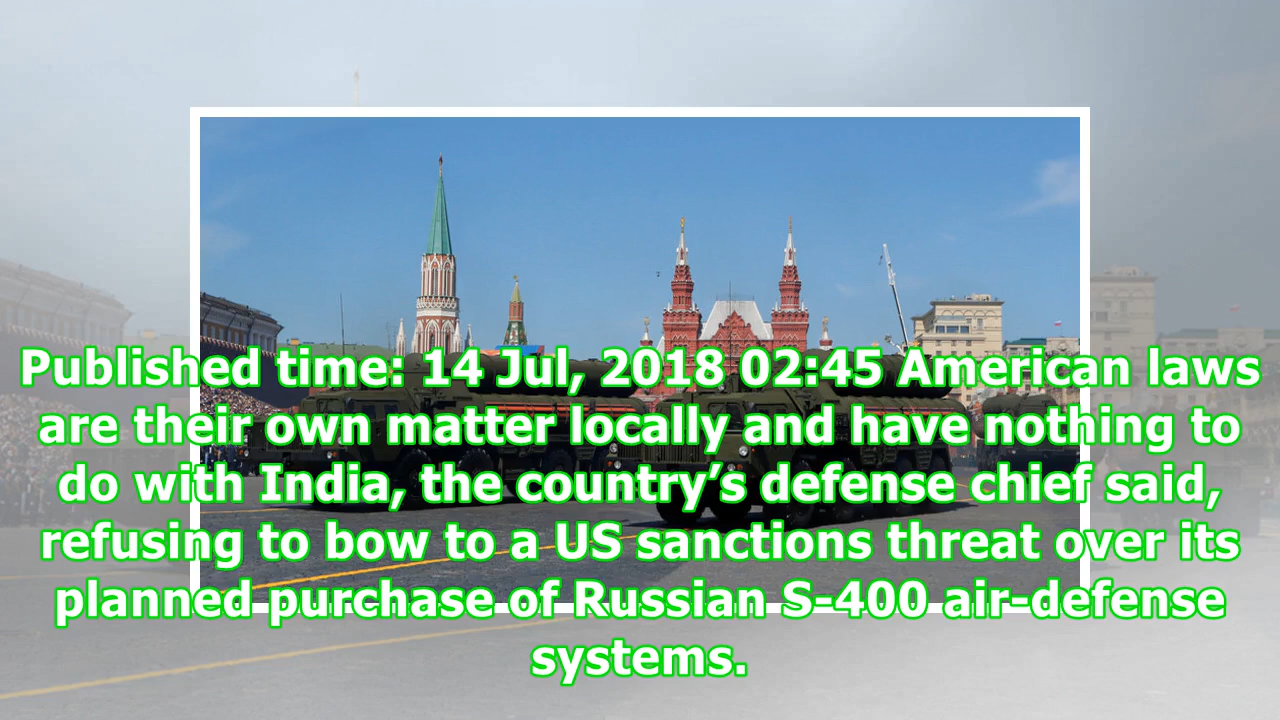 Published time: 14 Jul, 2018 02:45 American laws
are their own matter locally and have nothing to
do with India, the country’s defense chief said,
refusing to bow to a US sanctions threat over its
planned purchase of Russian S-400 air-defense
systems.